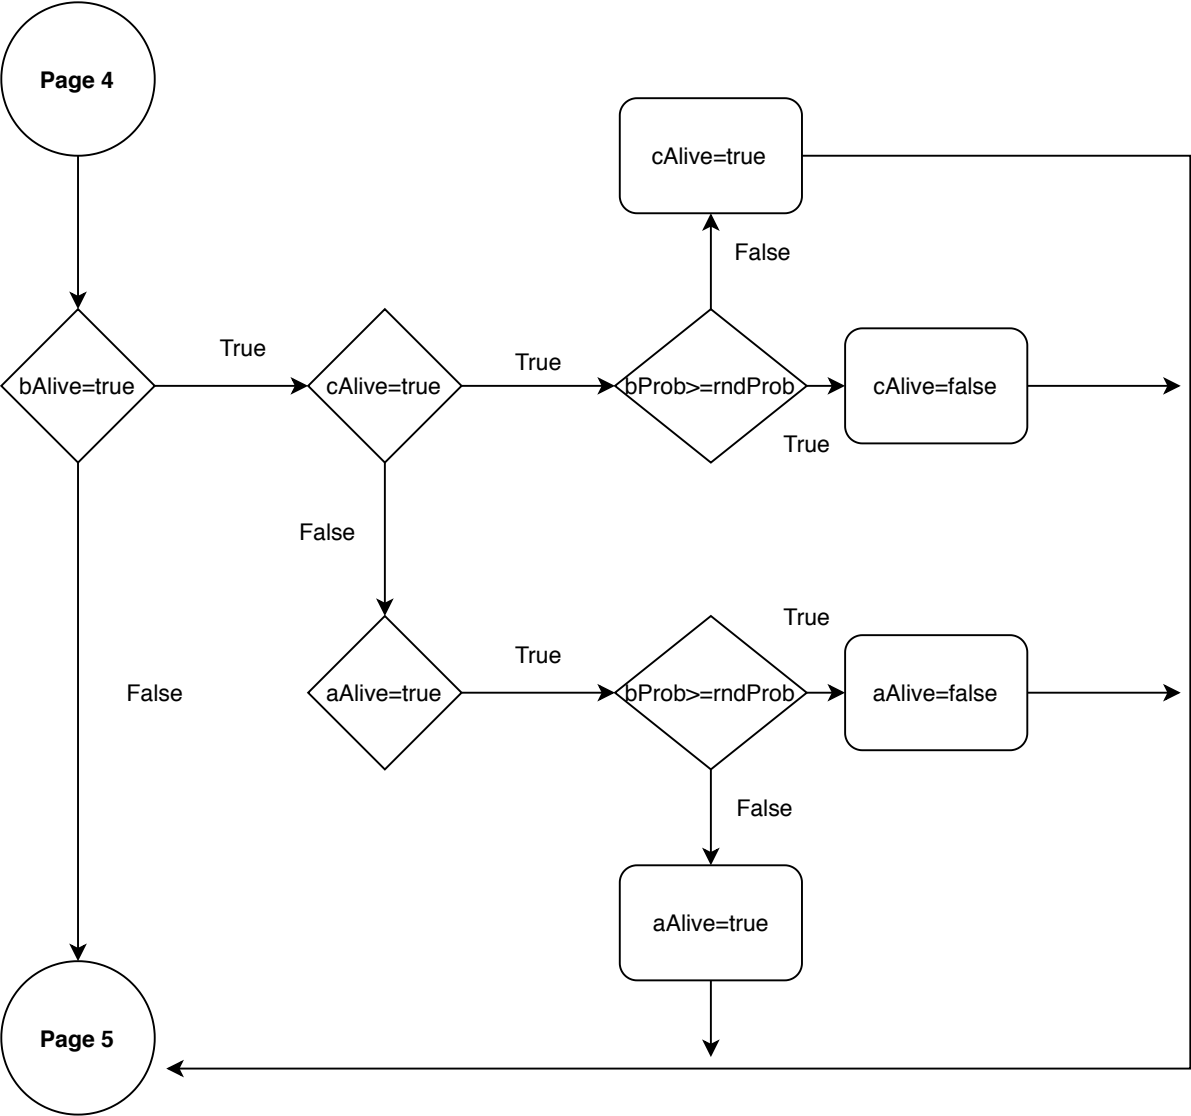 Page 4
cAlive=true
False
True
True
bAlive=true
cAlive=true
bProb>=rndProb
cAlive=false
True
False
True
True
False
aAlive=true
bProb>=rndProb
aAlive=false
False
aAlive=true
Page 5